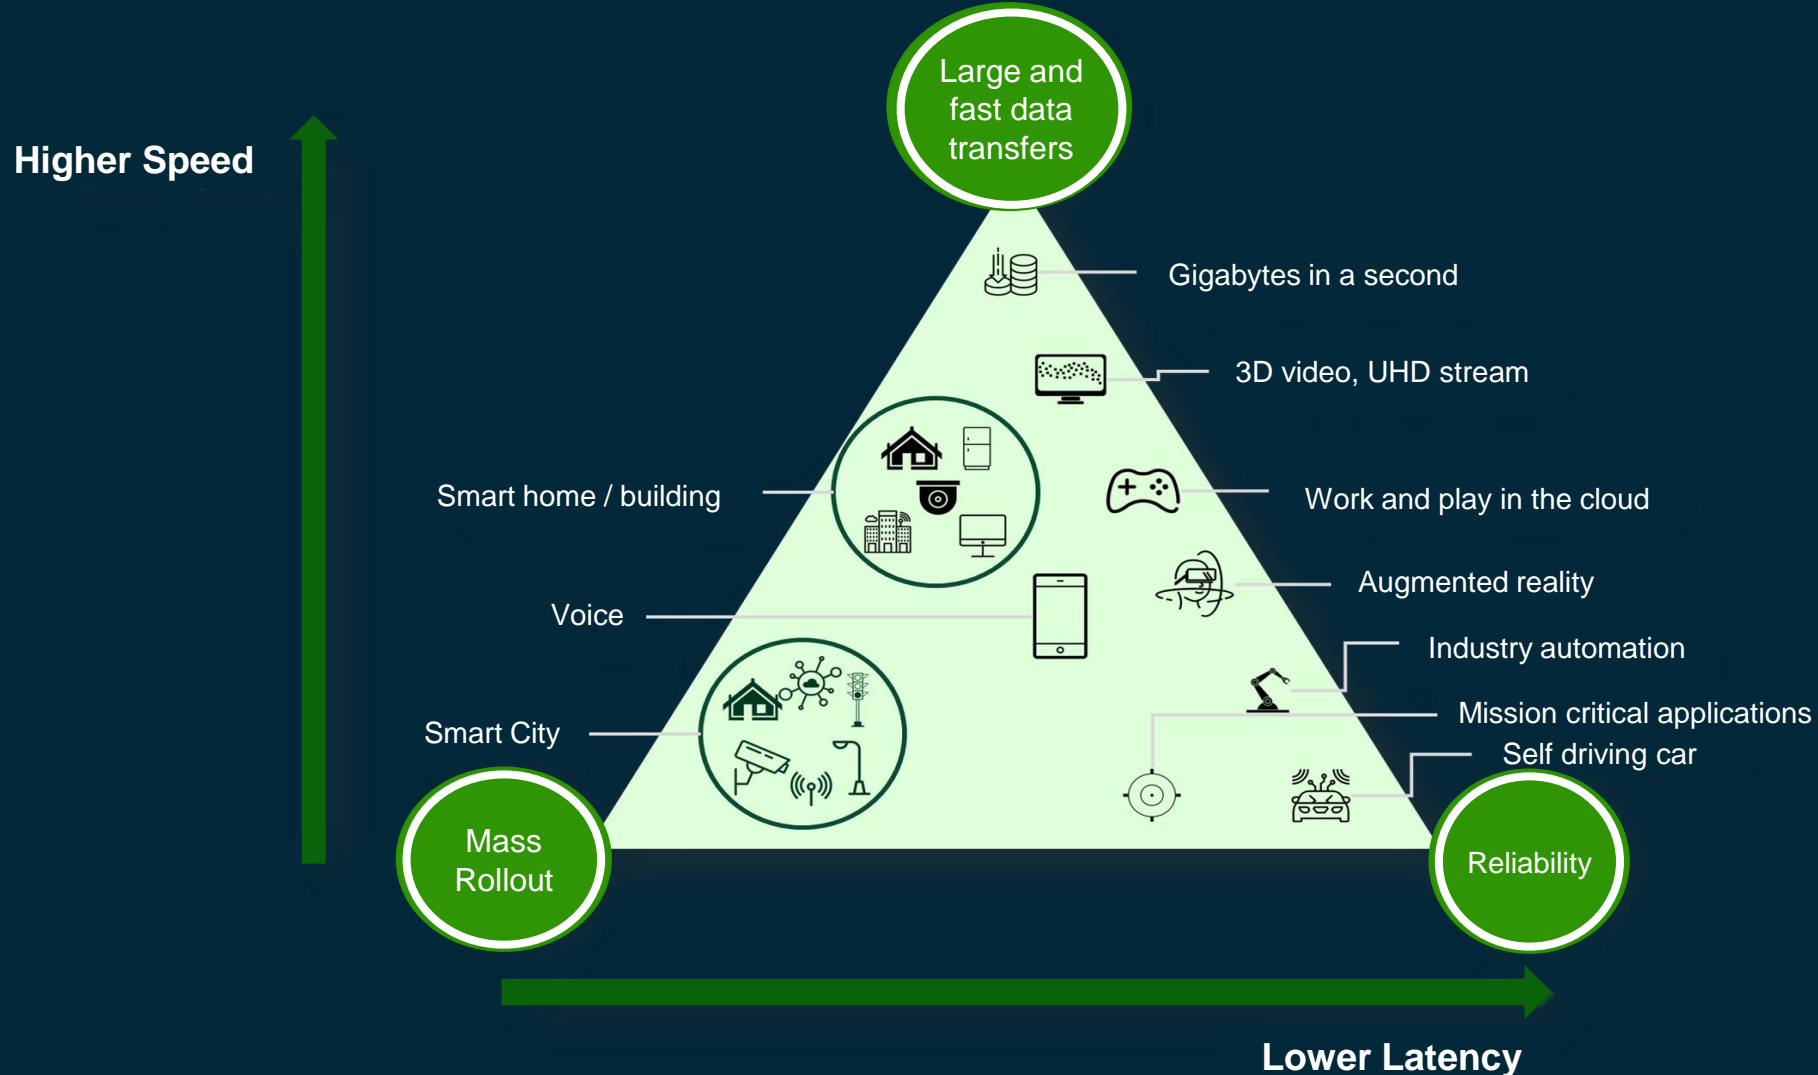 Large and
fast data
transfers
Higher Speed
Gigabytes in a second
3D video, UHD stream
Smart home / building
Work and play in the cloud
Augmented reality
Voice
Industry automation
Mission critical applications
Smart City
Self driving car
Mass
Rollout
Reliability
Lower Latency